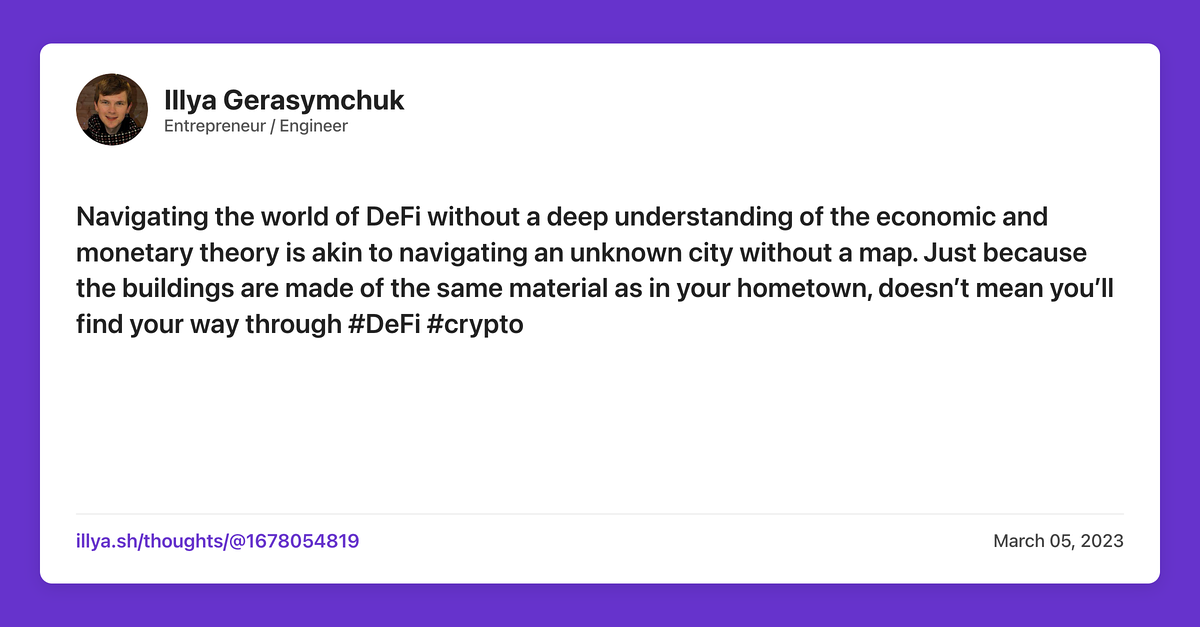 Illya Gerasymchuk
Entrepreneur / Engineer
Navigating the world of DeFi without a deep understanding of the economic and
monetary theory is akin to navigating an unknown city without a map. Just because
the buildings are made of the same material as in your hometown, doesn’t mean you’ll
find your way through #DeFi #crypto
illya.sh/thoughts/@1678054819
March 05, 2023